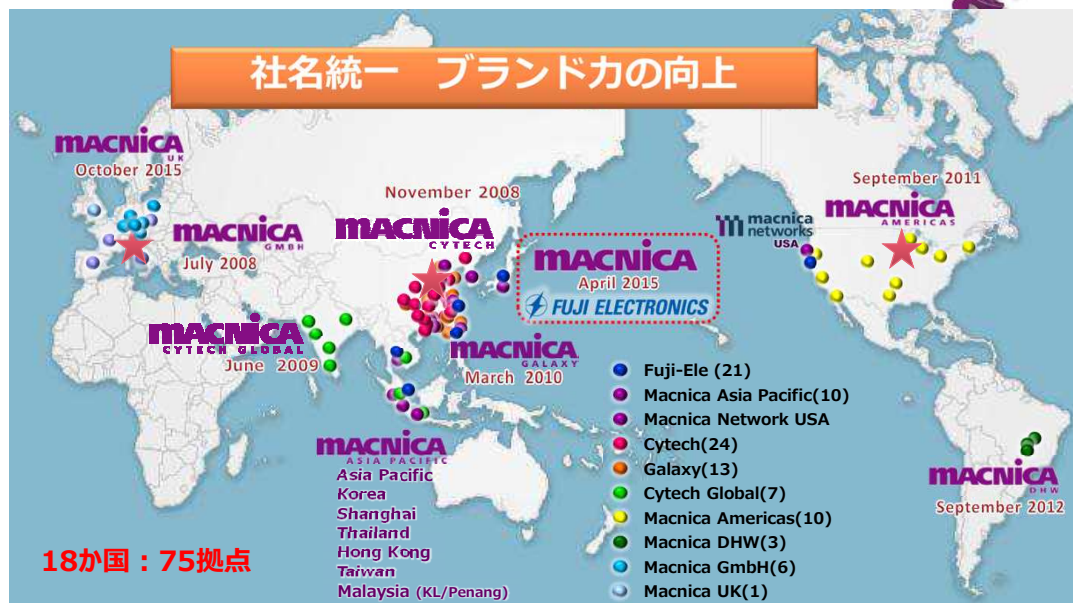 社名統一　ブランド力の向上
macnica
UK
October 2015
macnica
GMBH
July 2008
November 2008
macnica
CYTECH
macnica
April 2015
FUJI ELECTRONICS
September 2011
macnica
AMERICAS
macnica
networks
USA
macnica
CYTECH GLOBAL
June 2009
macnica
GALAXY
March 2010
macnica
ASIA PACIFIC
Asia Pacific
Korea
Shanghai
Thailand
Hong Kong
Taiwan
Malaysia (KL/Penang)
Fuji-Ele (21)
Macnica Asia Pacific(10)
Macnica Network USA
Cytech(24)
Galaxy(13)
Cytech Global(7)
Macnica Americas(10)
Macnica DHW(3)
Macnica GmbH(6)
Macnica UK(1)
macnica
DHW
September 2012
18か国：75拠点